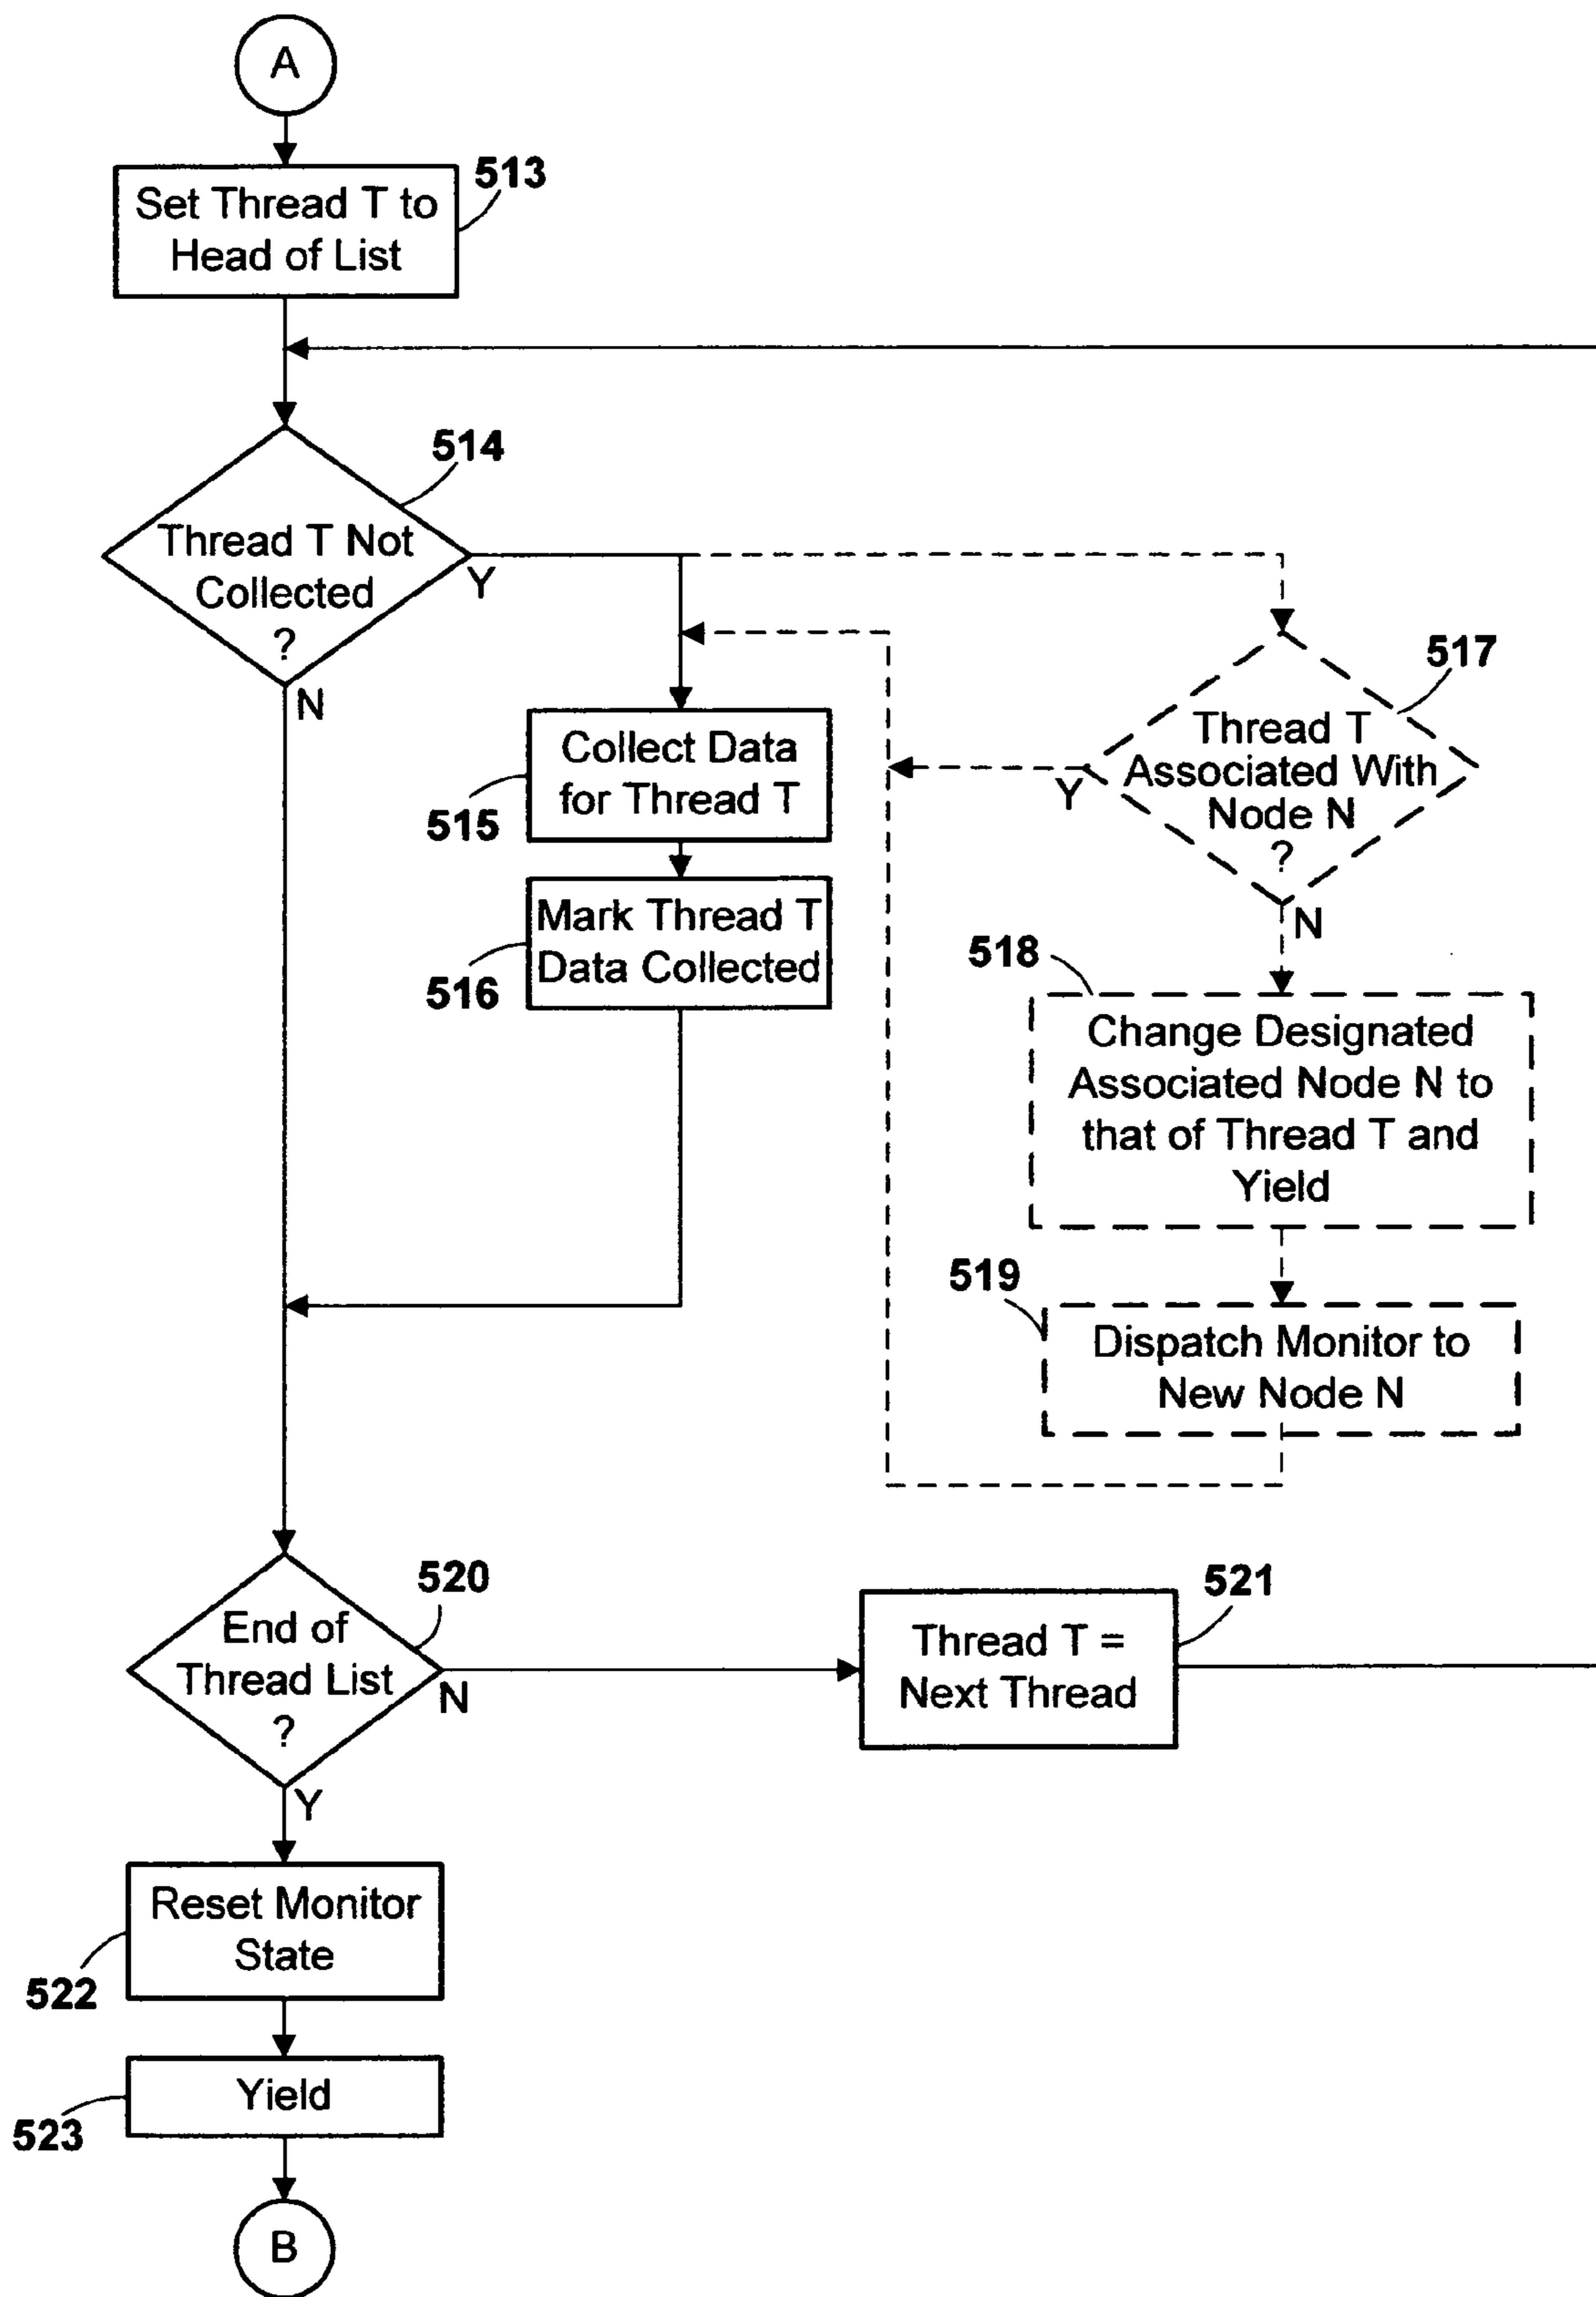 A
513
Set Thread T to
Head of List
514
Thread T Not
Collected
?
Y
N
517
Thread T
Associated With
Node N
?
Y
N
Collect Data
for Thread T
515
Mark Thread T
Data Collected
516
518
Change Designated
Associated Node N to
that of Thread T and
Yield
519
Dispatch Monitor to
New Node N
520
End of
Thread List
?
N
Y
521
Thread T =
Next Thread
Reset Monitor
State
522
Yield
523
B